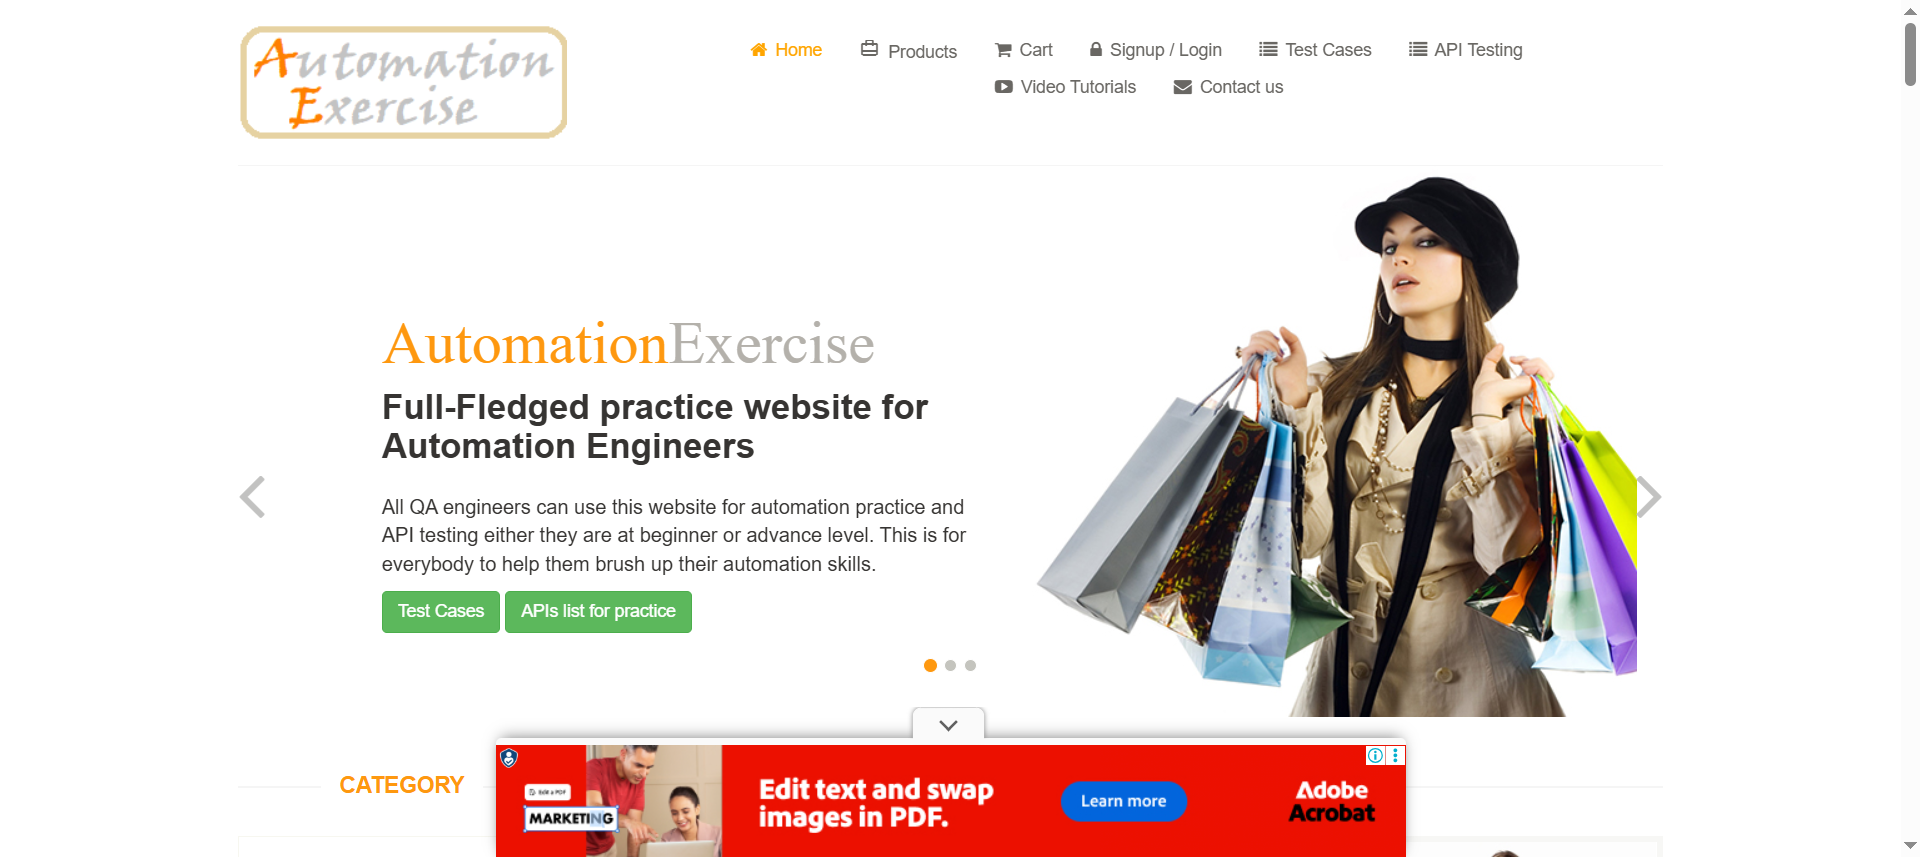 Automation
Exercise
Home
Products
Cart
Signup / Login
Test Cases
API Testing
Video Tutorials
Contact us
AutomationExercise
Full-Fledged practice website for
Automation Engineers
All QA engineers can use this website for automation practice and
API testing either they are at beginner or advance level. This is for
everybody to help them brush up their automation skills.
Test Cases
APIs list for practice
CATEGORY
Edit a PDF
MARKETING
Edit text and swap
images in PDF.
Learn more
Adobe
Acrobat